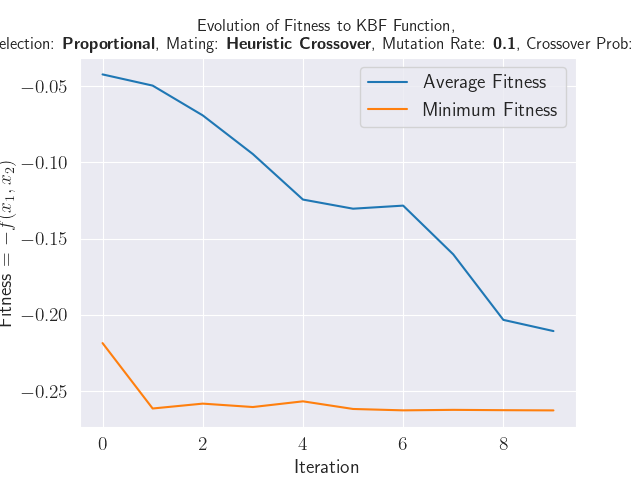 Evolution of Fitness to KBF Function,
election: Proportional, Mating: Heuristic Crossover, Mutation Rate: 0.1, Crossover Prob:
Average Fitness
Minimum Fitness
−0.05
−0.10
−0.15
−0.20
−0.25
Fitness = −f(x₁, x₂)
0 2 4 6 8
Iteration